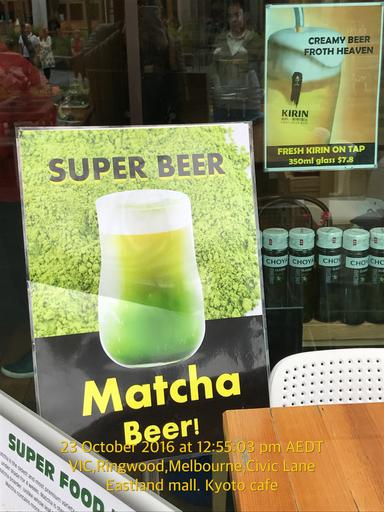 CREAMY BEER
FROTH HEAVEN
KIRIN
FRESH KIRIN ON TAP
350ml glass $7.8
SUPER BEER
CHOYA
CHOYA
CHOYA
CHOYA
CHO
Matcha
Beer!
23 October 2016 at 12:55:03 pm AEDT
VIC,Ringwood,Melbourne,Civic Lane
Eastland mall. Kyoto cafe
SUPER FOOD